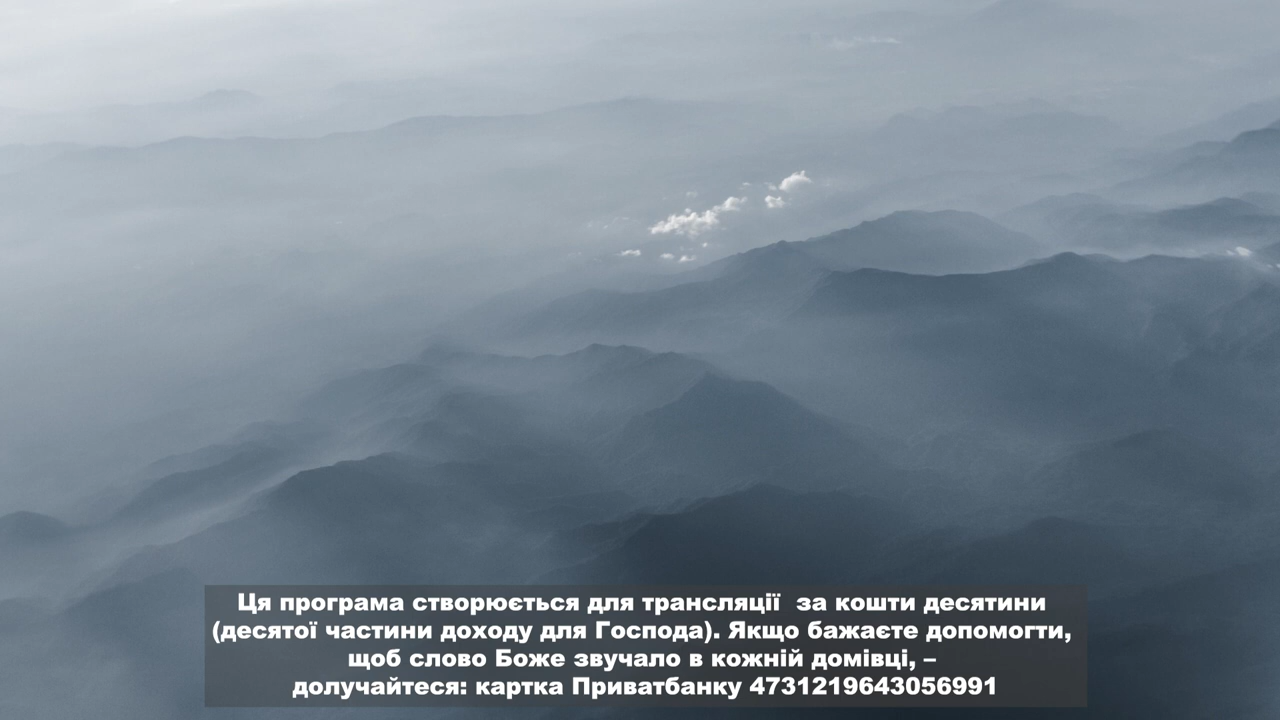 Ця програма створюється для трансляції  за кошти десятини
(десятої частини доходу для Господа). Якщо бажаєте допомогти,
щоб слово Боже звучало в кожній домівці, –
долучайтеся: картка Приватбанку 4731219643056991